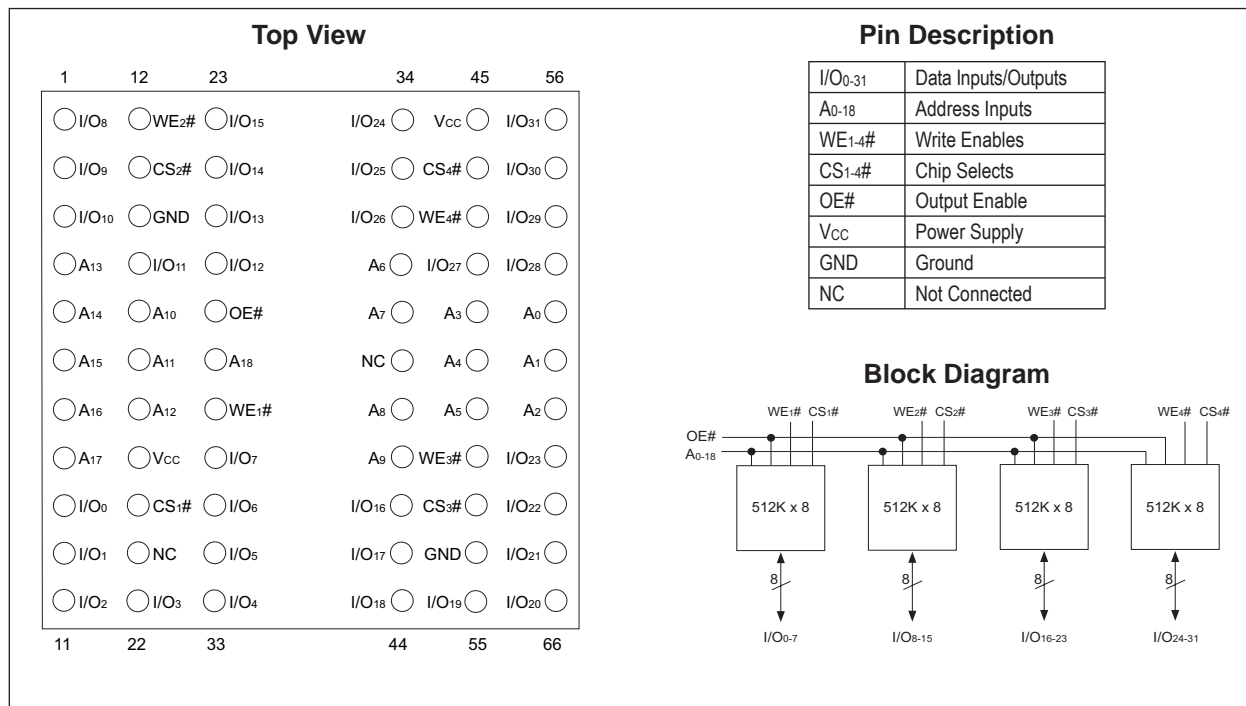 Top View
1 12 23 34 45 56
I/O8 WE2# I/O15 I/O24 VCC I/O31
I/O9 CS2# I/O14 I/O25 CS4# I/O30
I/O10 GND I/O13 I/O26 WE4# I/O29
A13 I/O11 I/O12 A6 I/O27 I/O28
A14 A10 OE# A7 A3 A0
A15 A11 A18 NC A4 A1
A16 A12 WE1# A8 A5 A2
A17 VCC I/O7 A9 WE3# I/O23
I/O0 CS1# I/O6 I/O16 CS3# I/O22
I/O1 NC I/O5 I/O17 GND I/O21
I/O2 I/O3 I/O4 I/O18 I/O19 I/O20
11 22 33 44 55 66
Pin Description
I/O0-31 Data Inputs/Outputs
A0-18 Address Inputs
WE1-4# Write Enables
CS1-4# Chip Selects
OE# Output Enable
VCC Power Supply
GND Ground
NC Not Connected
Block Diagram
WE1# CS1# WE2# CS2# WE3# CS3# WE4# CS4#
OE#
A0-18
512K x 8 512K x 8 512K x 8 512K x 8
8 8 8 8
I/O0-7 I/O8-15 I/O16-23 I/O24-31